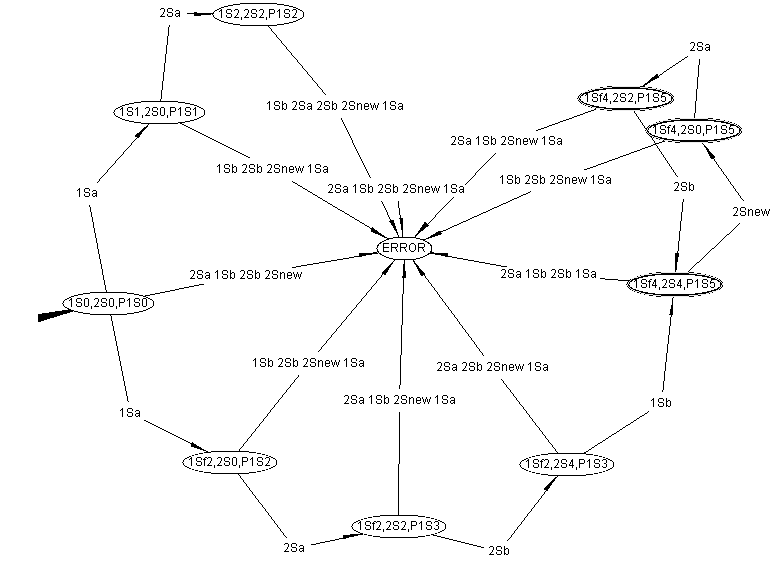 2Sa
1S2,2S2,P1S2
2Sa
1Sf4,2S2,P1S5
1Sb 2Sa 2Sb 2Snew 1Sa
1S1,2S0,P1S1
1Sf4,2S0,P1S5
2Sa 1Sb 2Sb 2Snew 1Sa
1Sb 2Sb 2Snew 1Sa
1Sb 2Sb 2Snew 1Sa
2Sa 1Sb 2Sb 2Snew 1Sa
2Sb
1Sa
2Snew
ERROR
2Sa 1Sb 2Sb 2Snew
2Sa 1Sb 2Sb 1Sa
1Sf4,2S4,P1S5
1S0,2S0,P1S0
1Sb 2Sb 2Snew 1Sa
2Sa 2Sb 2Snew 1Sa
2Sa 1Sb 2Snew 1Sa
1Sb
1Sa
1Sf2,2S0,P1S2
1Sf2,2S4,P1S3
1Sf2,2S2,P1S3
2Sa
2Sb